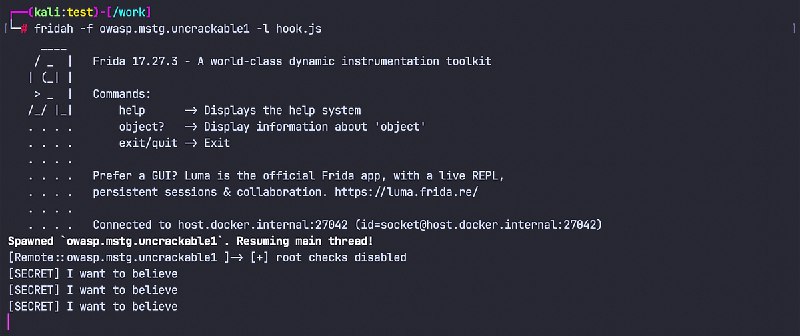 (kali:test)-[/work]
# fridah -f owasp.mstg.uncrackable1 -l hook.js
____
/ _  |   Frida 17.27.3 - A world-class dynamic instrumentation toolkit
| (_| |
> _  |   Commands:
/_/ |_|       help      -> Displays the help system
. . . .       object?   -> Display information about 'object'
. . . .       exit/quit -> Exit
. . . .
. . . .   Prefer a GUI? Luma is the official Frida app, with a live REPL,
. . . .   persistent sessions & collaboration. https://luma.frida.re/
. . . .
. . . .   Connected to host.docker.internal:27042 (id=socket@host.docker.internal:27042)
Spawned `owasp.mstg.uncrackable1`. Resuming main thread!
[Remote::owasp.mstg.uncrackable1 ]-> [+] root checks disabled
[SECRET] I want to believe
[SECRET] I want to believe
[SECRET] I want to believe